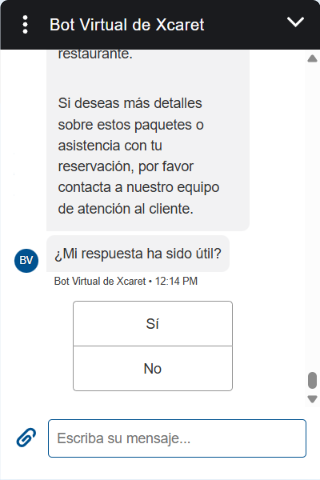 Bot Virtual de Xcaret
restaurante.
Si deseas más detalles
sobre estos paquetes o
asistencia con tu
reservación, por favor
contacta a nuestro equipo
de atención al cliente.
BV
¿Mi respuesta ha sido útil?
Bot Virtual de Xcaret • 12:14 PM
Sí
No
Escriba su mensaje...